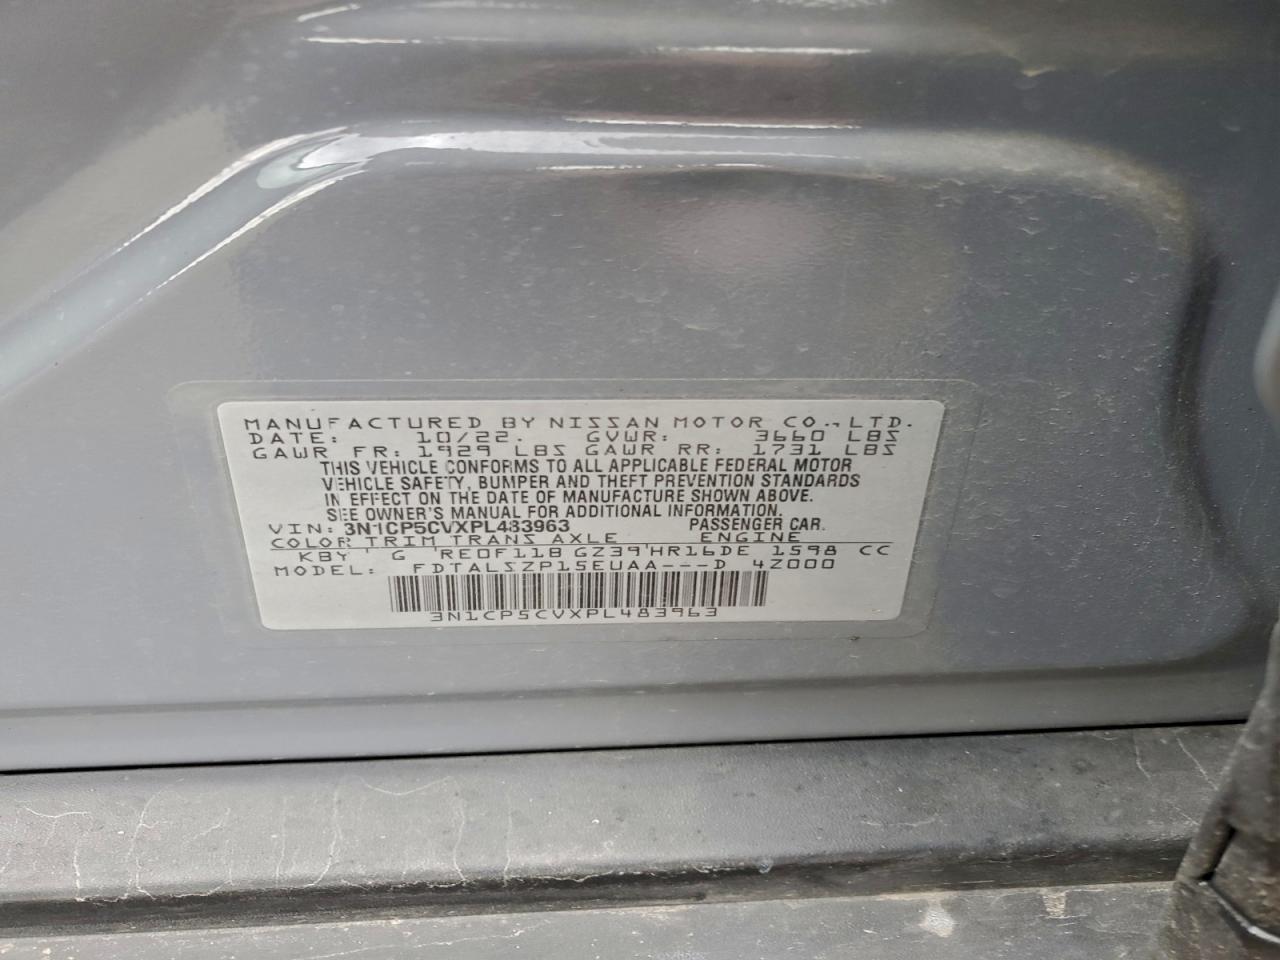 MANUFACTURED BY NISSAN MOTOR CO.,LTD.
DATE: 10/22. GVWR: 3660 LBS
GAWR FR: 1929 LBS GAWR RR: 1731 LBS
THIS VEHICLE CONFORMS TO ALL APPLICABLE FEDERAL MOTOR
VEHICLE SAFETY, BUMPER AND THEFT PREVENTION STANDARDS
IN EFFECT ON THE DATE OF MANUFACTURE SHOWN ABOVE.
SEE OWNER'S MANUAL FOR ADDITIONAL INFORMATION.
VIN: 3N1CP5CVXPL483963 PASSENGER CAR.
COLOR TRIM TRANS AXLE ENGINE
KBY G RE0F11B GZ39 HR16DE 1598 CC
MODEL: FDTALSZP15EUAA---D 4Z000
3N1CP5CVXPL483963